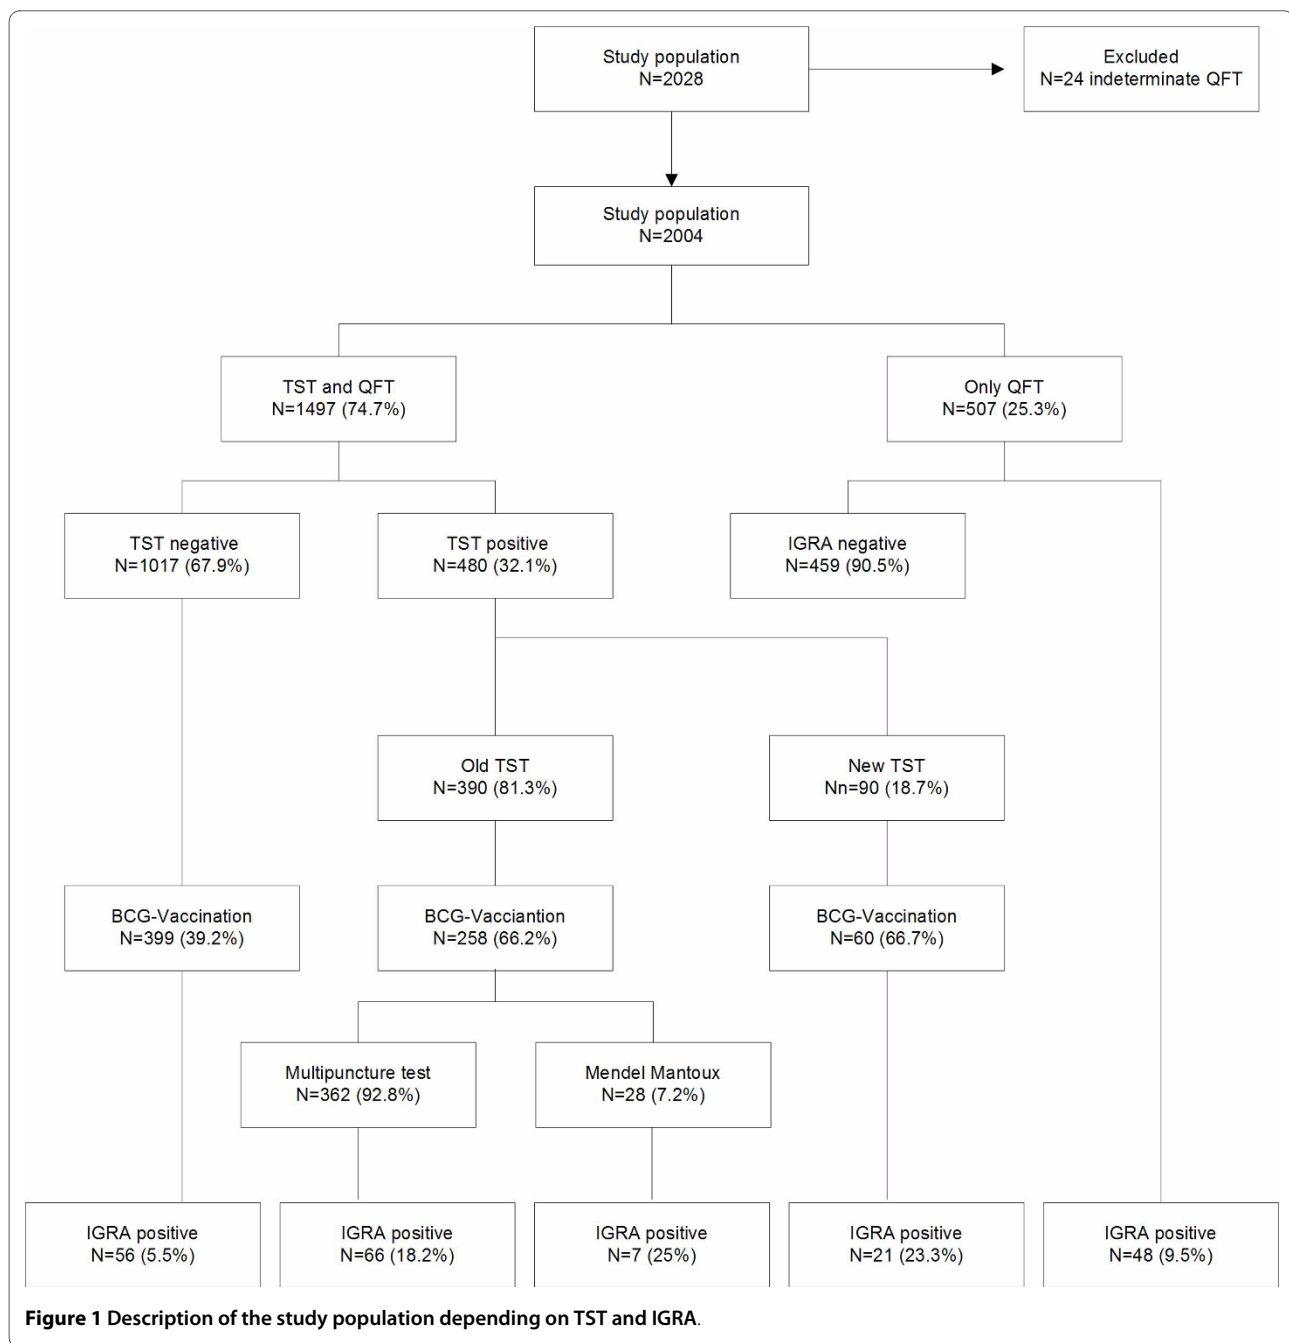 Study population
N=2028
Excluded
N=24 indeterminate QFT
Study population
N=2004
TST and QFT
N=1497 (74.7%)
Only QFT
N=507 (25.3%)
TST negative
N=1017 (67.9%)
TST positive
N=480 (32.1%)
IGRA negative
N=459 (90.5%)
Old TST
N=390 (81.3%)
New TST
Nn=90 (18.7%)
BCG-Vaccination
N=399 (39.2%)
BCG-Vacciantion
N=258 (66.2%)
BCG-Vaccination
N=60 (66.7%)
Multipuncture test
N=362 (92.8%)
Mendel Mantoux
N=28 (7.2%)
IGRA positive
N=56 (5.5%)
IGRA positive
N=66 (18.2%)
IGRA positive
N=7 (25%)
IGRA positive
N=21 (23.3%)
IGRA positive
N=48 (9.5%)
Figure 1 Description of the study population depending on TST and IGRA.